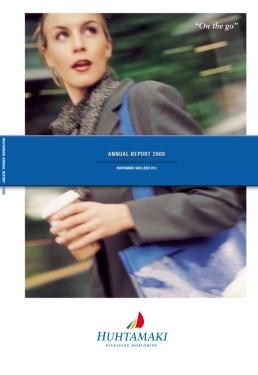 "On the go"
ANNUAL REPORT 2000
HUHTAMÄKI VAN LEER OYJ
HUHTAMAKI
PACKAGING WORLDWIDE